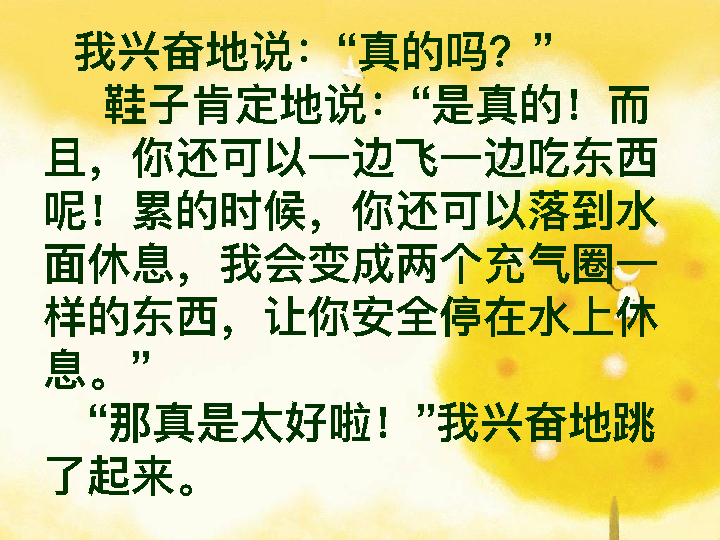 我兴奋地说：“真的吗？”
鞋子肯定地说：“是真的！而
且，你还可以一边飞一边吃东西
呢！累的时候，你还可以落到水
面休息，我会变成两个充气圈一
样的东西，让你安全停在水上休
息。”
“那真是太好啦！”我兴奋地跳
了起来。